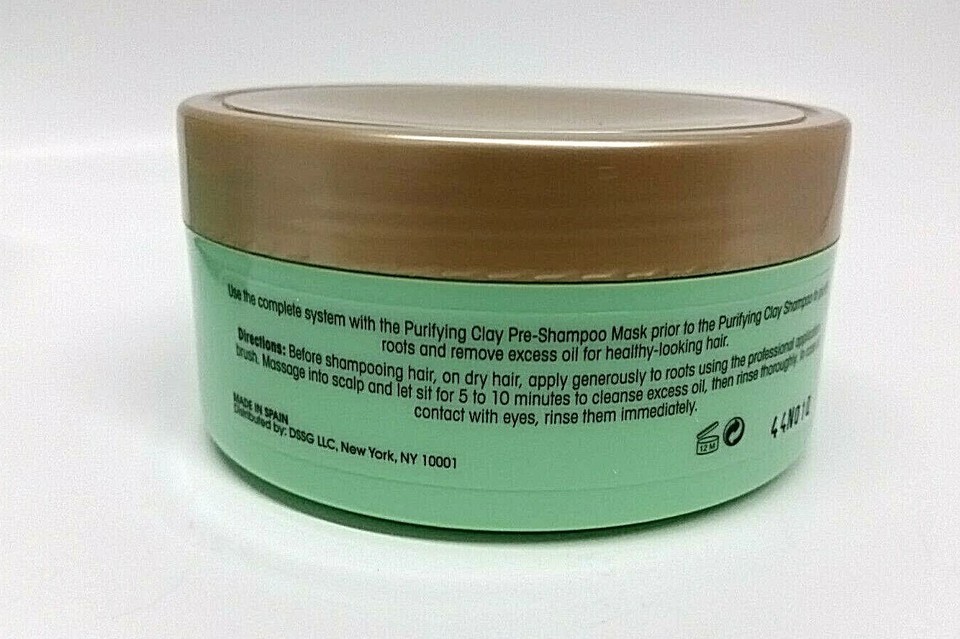 Use the complete system with the Purifying Clay Pre-Shampoo Mask prior to the Purifying Clay Shampoo to
roots and remove excess oil for healthy-looking hair.
Directions: Before shampooing hair, on dry hair, apply generously to roots using the professional application
brush. Massage into scalp and let sit for 5 to 10 minutes to cleanse excess oil, then rinse thoroughly. In
contact with eyes, rinse them immediately.
MADE IN SPAIN
Distributed by: DSSG LLC, New York, NY 10001
12 M
44N010